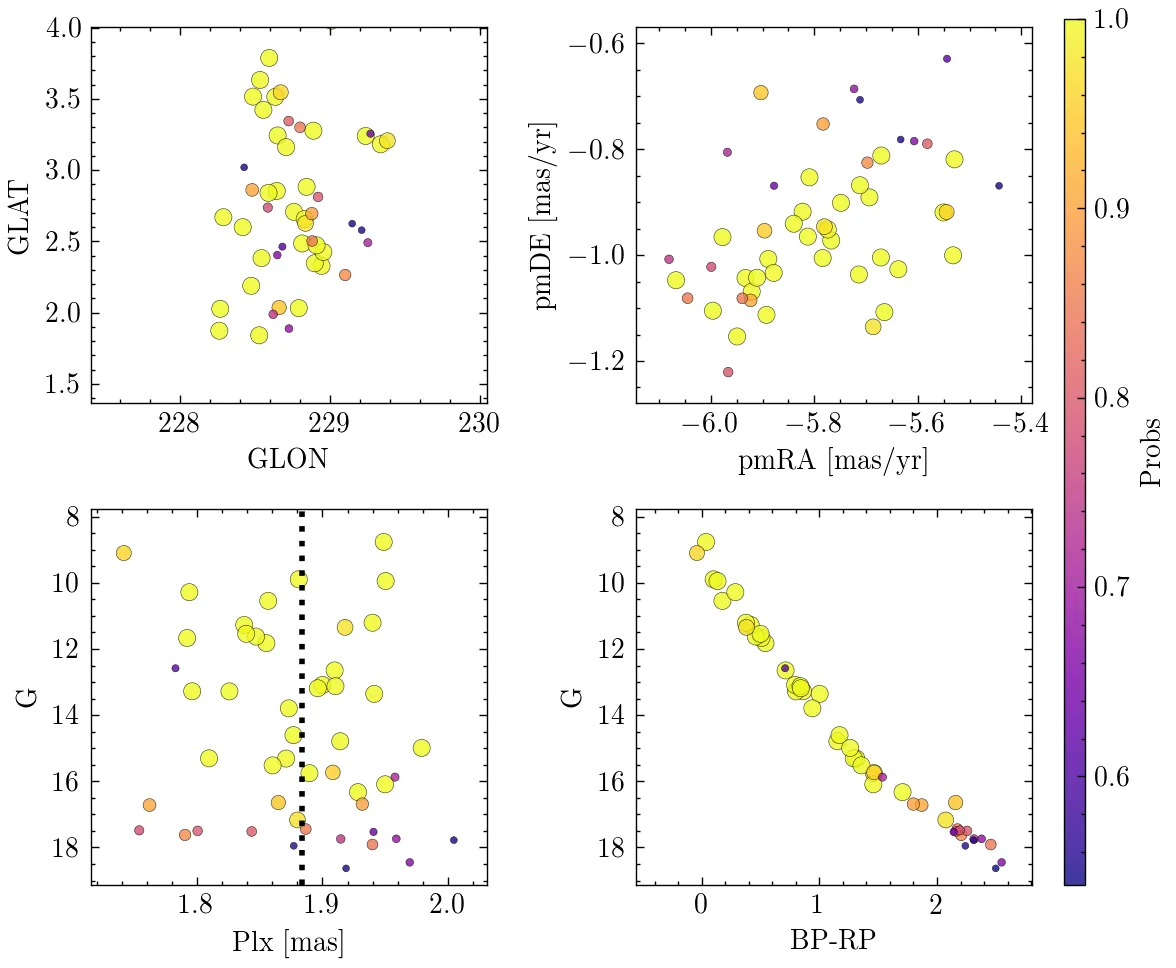 4.0
3.5
3.0
2.5
2.0
1.5
GLAT
228 229 230
GLON
−0.6
−0.8
−1.0
−1.2
pmDE [mas/yr]
−6.0 −5.8 −5.6 −5.4
pmRA [mas/yr]
8
10
12
14
16
18
G
1.8 1.9 2.0
Plx [mas]
8
10
12
14
16
18
G
0 1 2
BP-RP
1.0
0.9
0.8
0.7
0.6
Probs